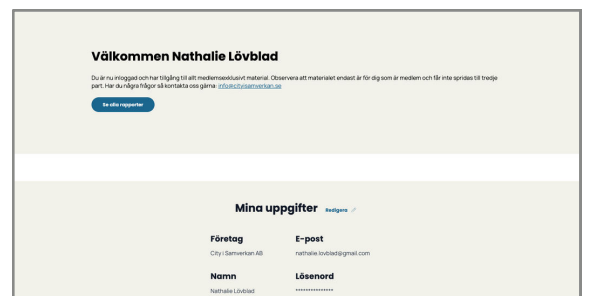 Välkommen Nathalie Lövblad
Du är nu inloggad och har tillgång till allt medlemsexklusivt material. Observera att materialet endast är för dig som är medlem och får inte spridas till tredje
part. Har du några frågor så kontakta oss gärna: info@cityisamverkan.se
Se alla rapporter
Mina uppgifter Redigera
Företag E-post
City i Samverkan AB nathalie.lovblad@gmail.com
Namn Lösenord
Nathalie Lövblad ***************